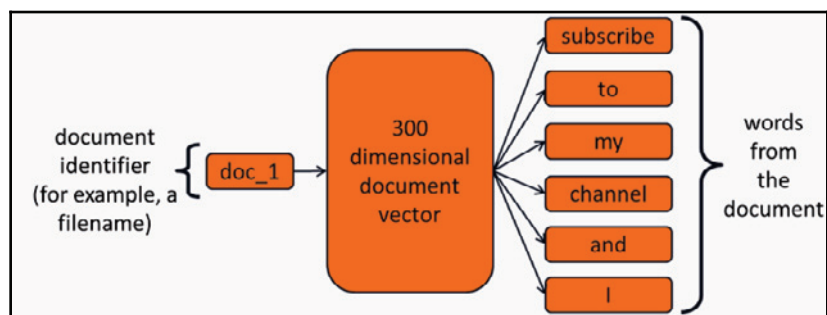 document
identifier
(for example, a
filename)
doc_1
300
dimensional
document
vector
subscribe
to
my
channel
and
I
words
from
the
document